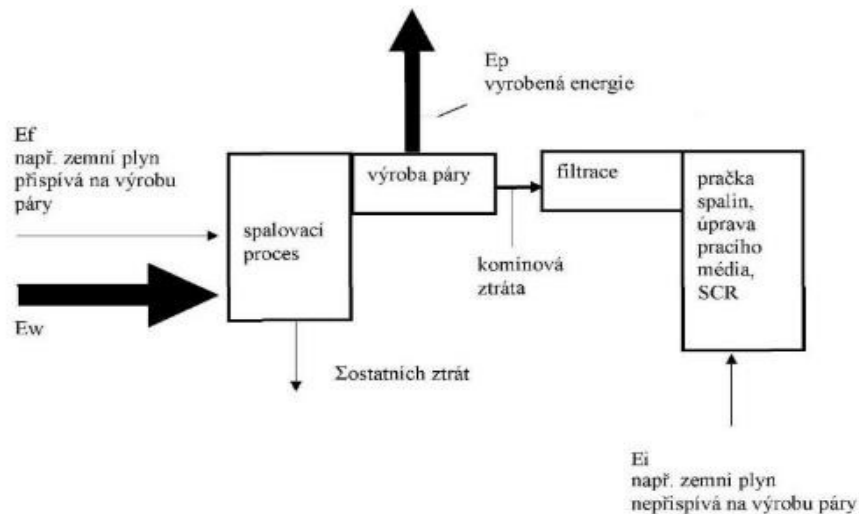 Ep
vyrobená energie
Ef
např. zemní plyn
přispívá na výrobu
páry
výroba páry
filtrace
pračka
spalin,
úprava
pracího
média,
SCR
spalovací
proces
komínová
ztráta
Ew
Σostatních ztrát
Ei
např. zemní plyn
nepřispívá na výrobu páry